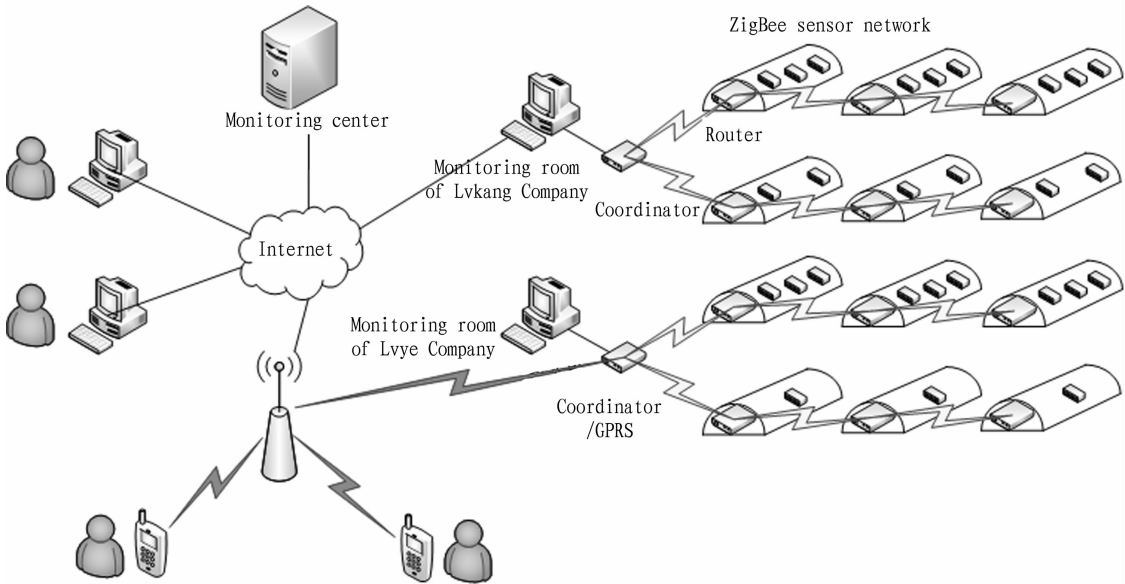 ZigBee sensor network
Monitoring center
Router
Monitoring room
of Lvkang Company
Coordinator
Internet
Monitoring room
of Lvye Company
Coordinator
/GPRS